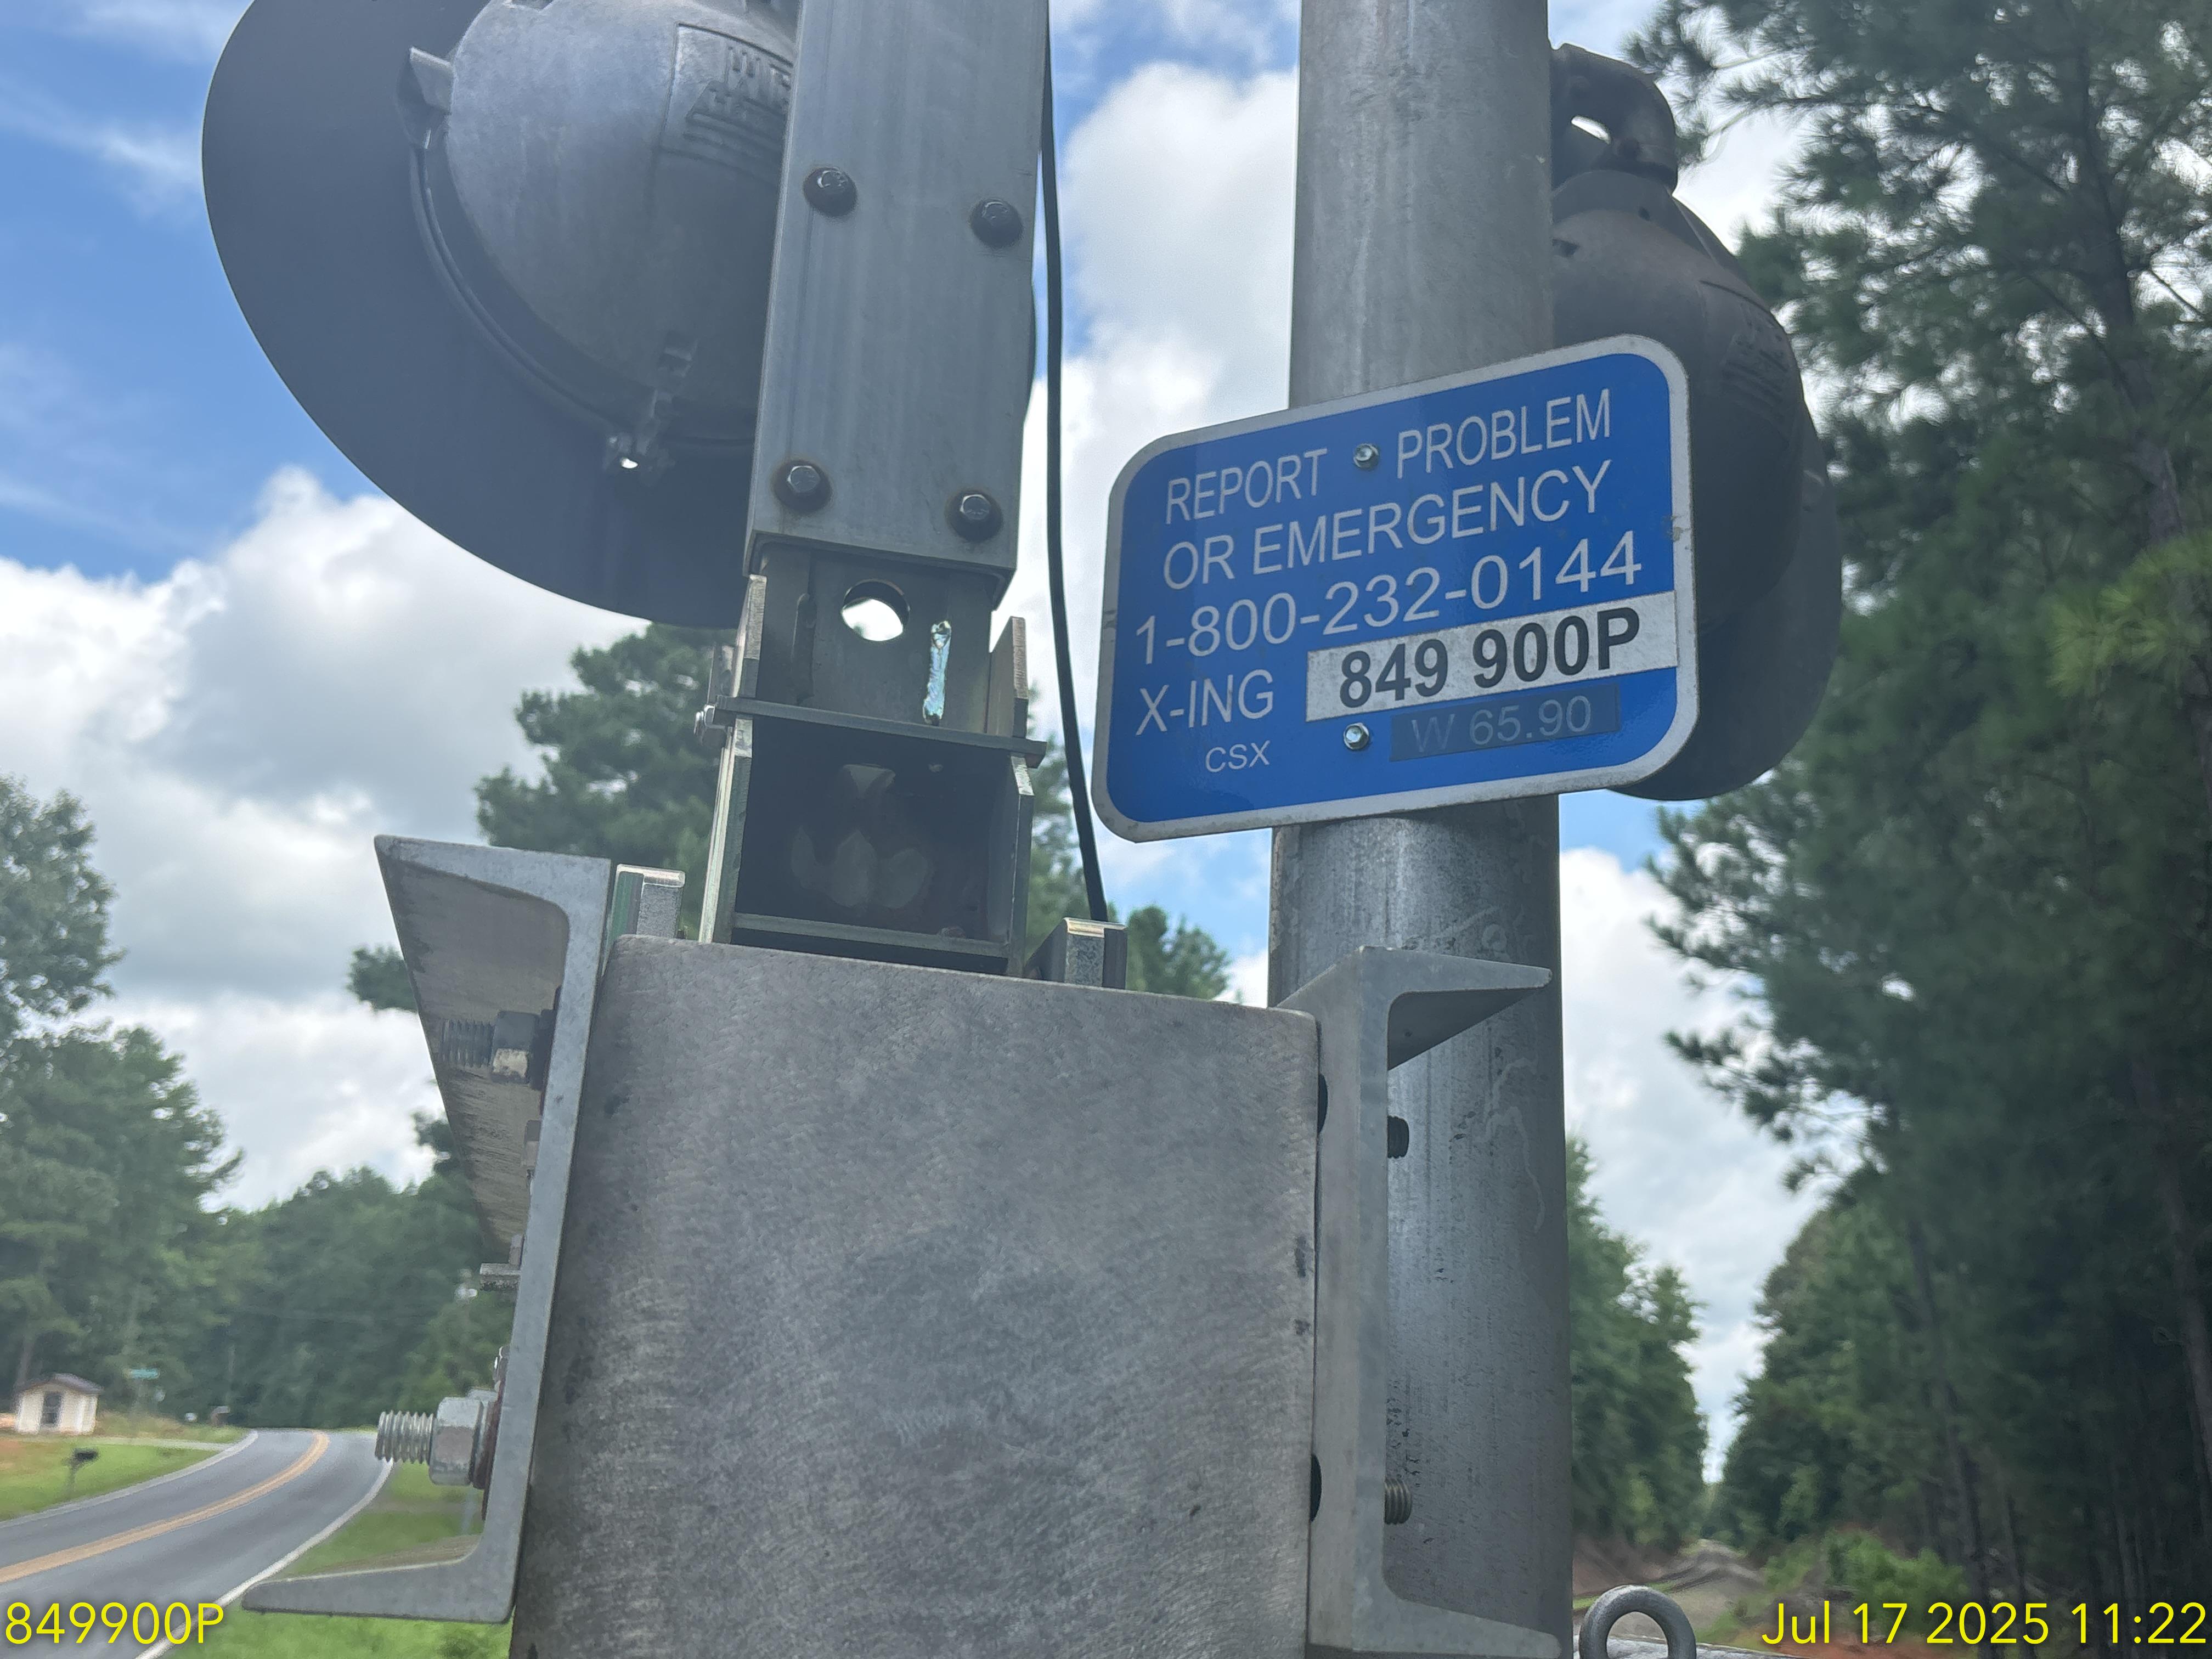 REPORT PROBLEM
OR EMERGENCY
1-800-232-0144
X-ING 849 900P
CSX W 65.90
849900P
Jul 17 2025 11:22